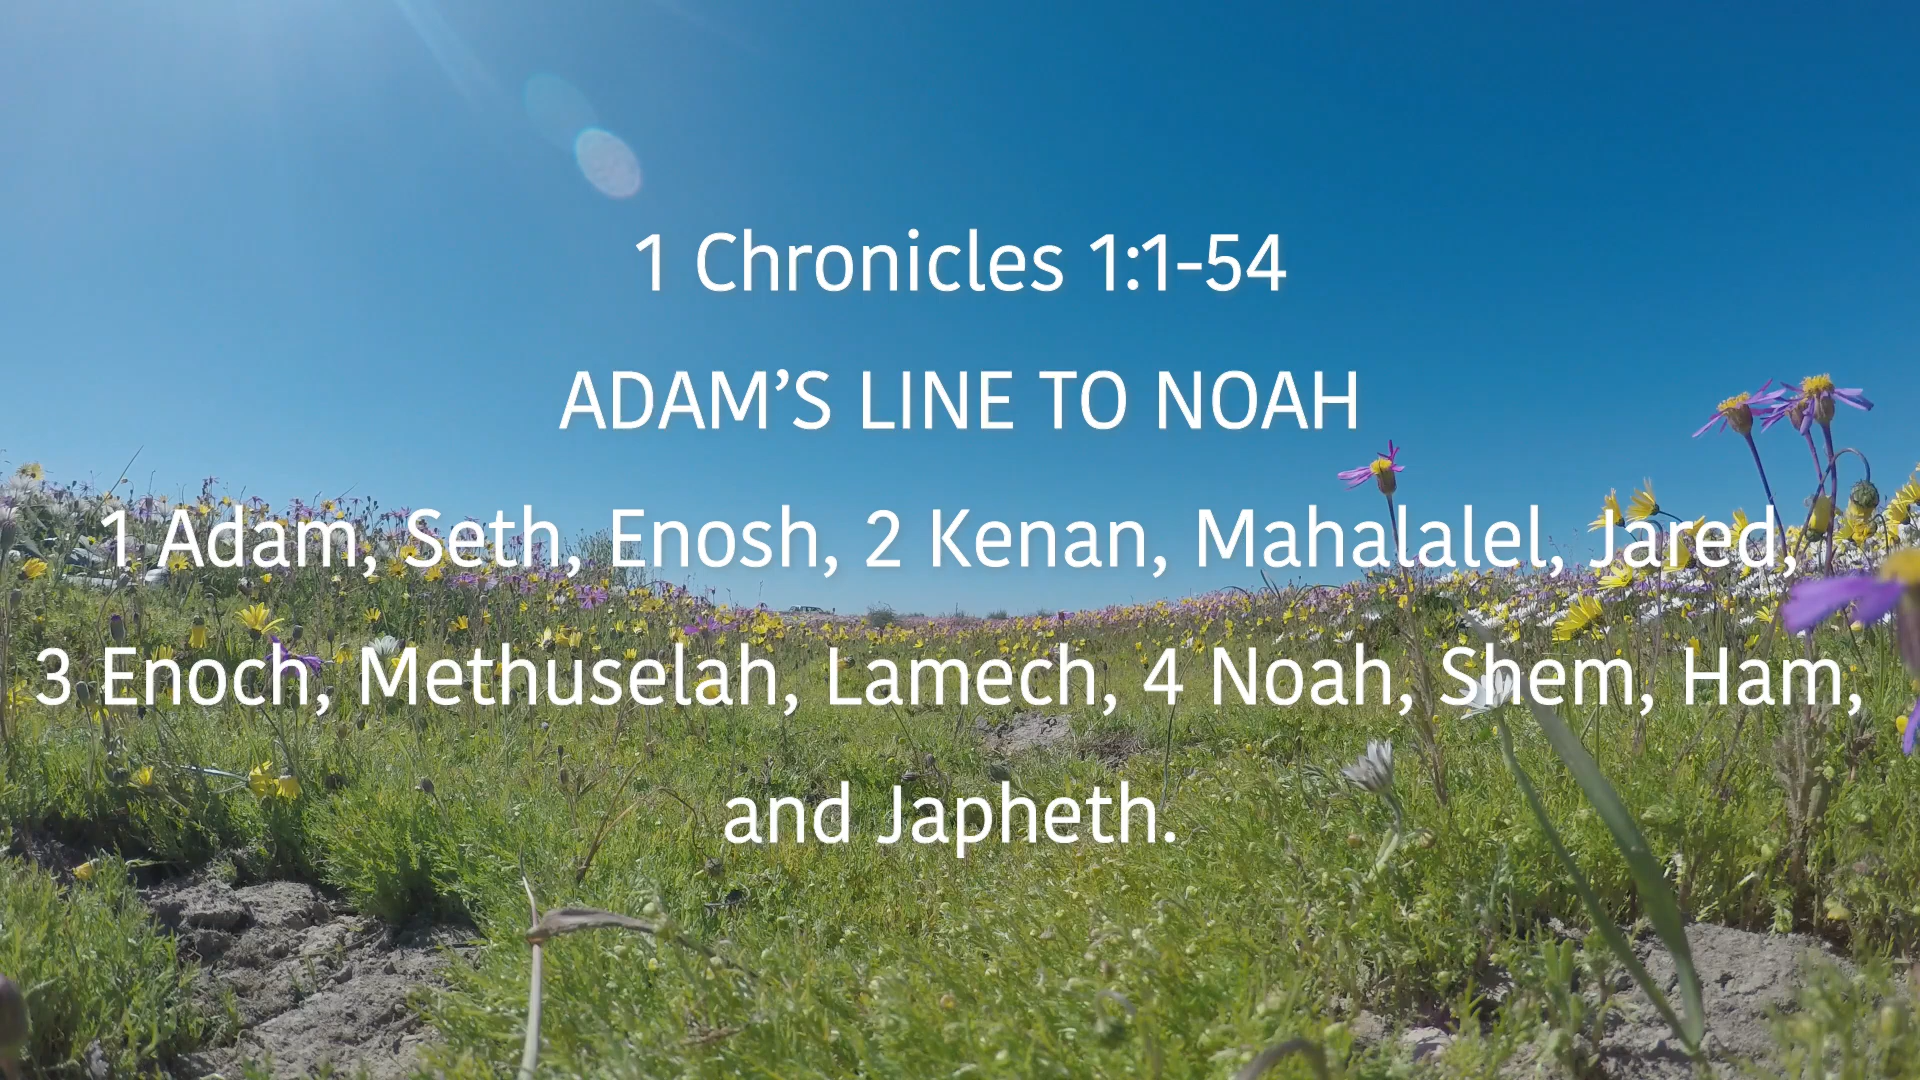 1 Chronicles 1:1-54
ADAM’S LINE TO NOAH
1 Adam, Seth, Enosh, 2 Kenan, Mahalalel, Jared,
3 Enoch, Methuselah, Lamech, 4 Noah, Shem, Ham,
and Japheth.